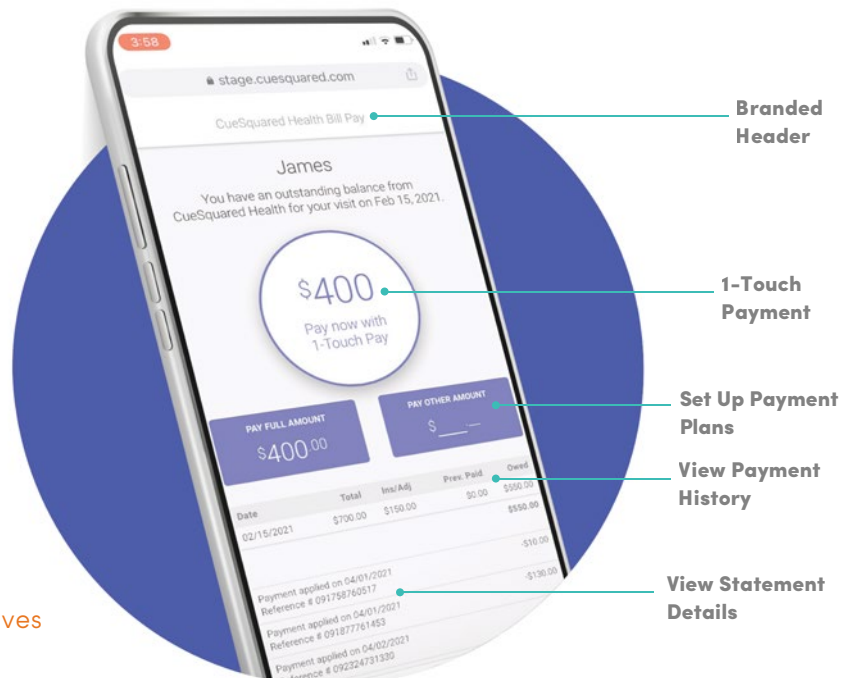 3:58
stage.cuesquared.com
CueSquared Health Bill Pay
Branded
Header
James
You have an outstanding balance from
CueSquared Health for your visit on Feb 15, 2021.
$400
Pay now with
1-Touch Pay
1-Touch
Payment
PAY FULL AMOUNT
$400.00
PAY OTHER AMOUNT
$ ___.__
Set Up Payment
Plans
View Payment
History
Date Total Ins/Adj Prev. Paid Owed
02/15/2021 $700.00 $150.00 $0.00 $550.00
$550.00
Payment applied on 04/01/2021 -$10.00
Reference # 091758760517
Payment applied on 04/01/2021 -$130.00
Reference # 091877761453
Payment applied on 04/02/2021
Reference # 092324731330
View Statement
Details
ves